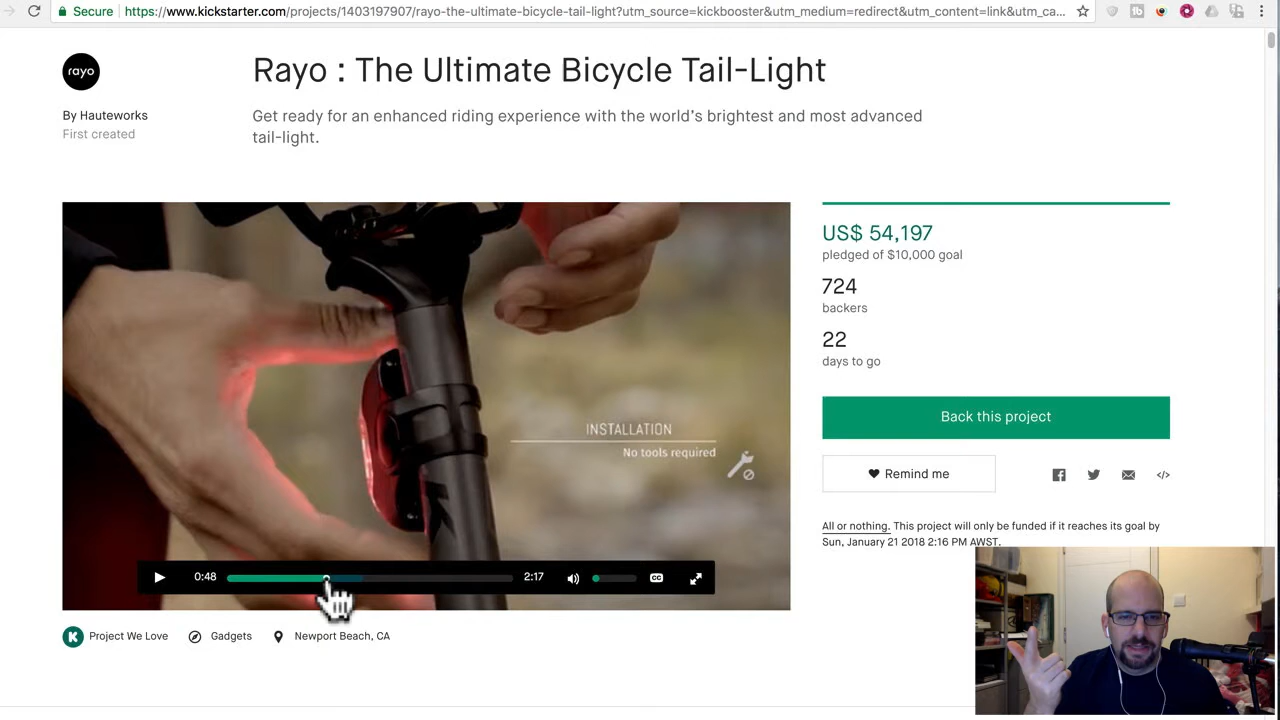 Secure
https://www.kickstarter.com/projects/1403197907/rayo-the-ultimate-bicycle-tail-light?utm_source=kickbooster&utm_medium=redirect&utm_content=link&utm_ca...
rayo
Rayo : The Ultimate Bicycle Tail-Light
By Hauteworks
First created
Get ready for an enhanced riding experience with the world's brightest and most advanced
tail-light.
INSTALLATION
No tools required
0:48
2:17
CC
US$ 54,197
pledged of $10,000 goal
724
backers
22
days to go
Back this project
Remind me
All or nothing. This project will only be funded if it reaches its goal by
Sun, January 21 2018 2:16 PM AWST.
K
Project We Love
Gadgets
Newport Beach, CA